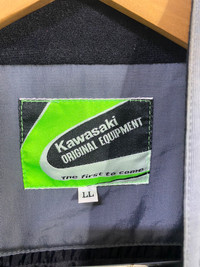 Kawasaki
ORIGINAL EQUIPMENT
The first to come
LL